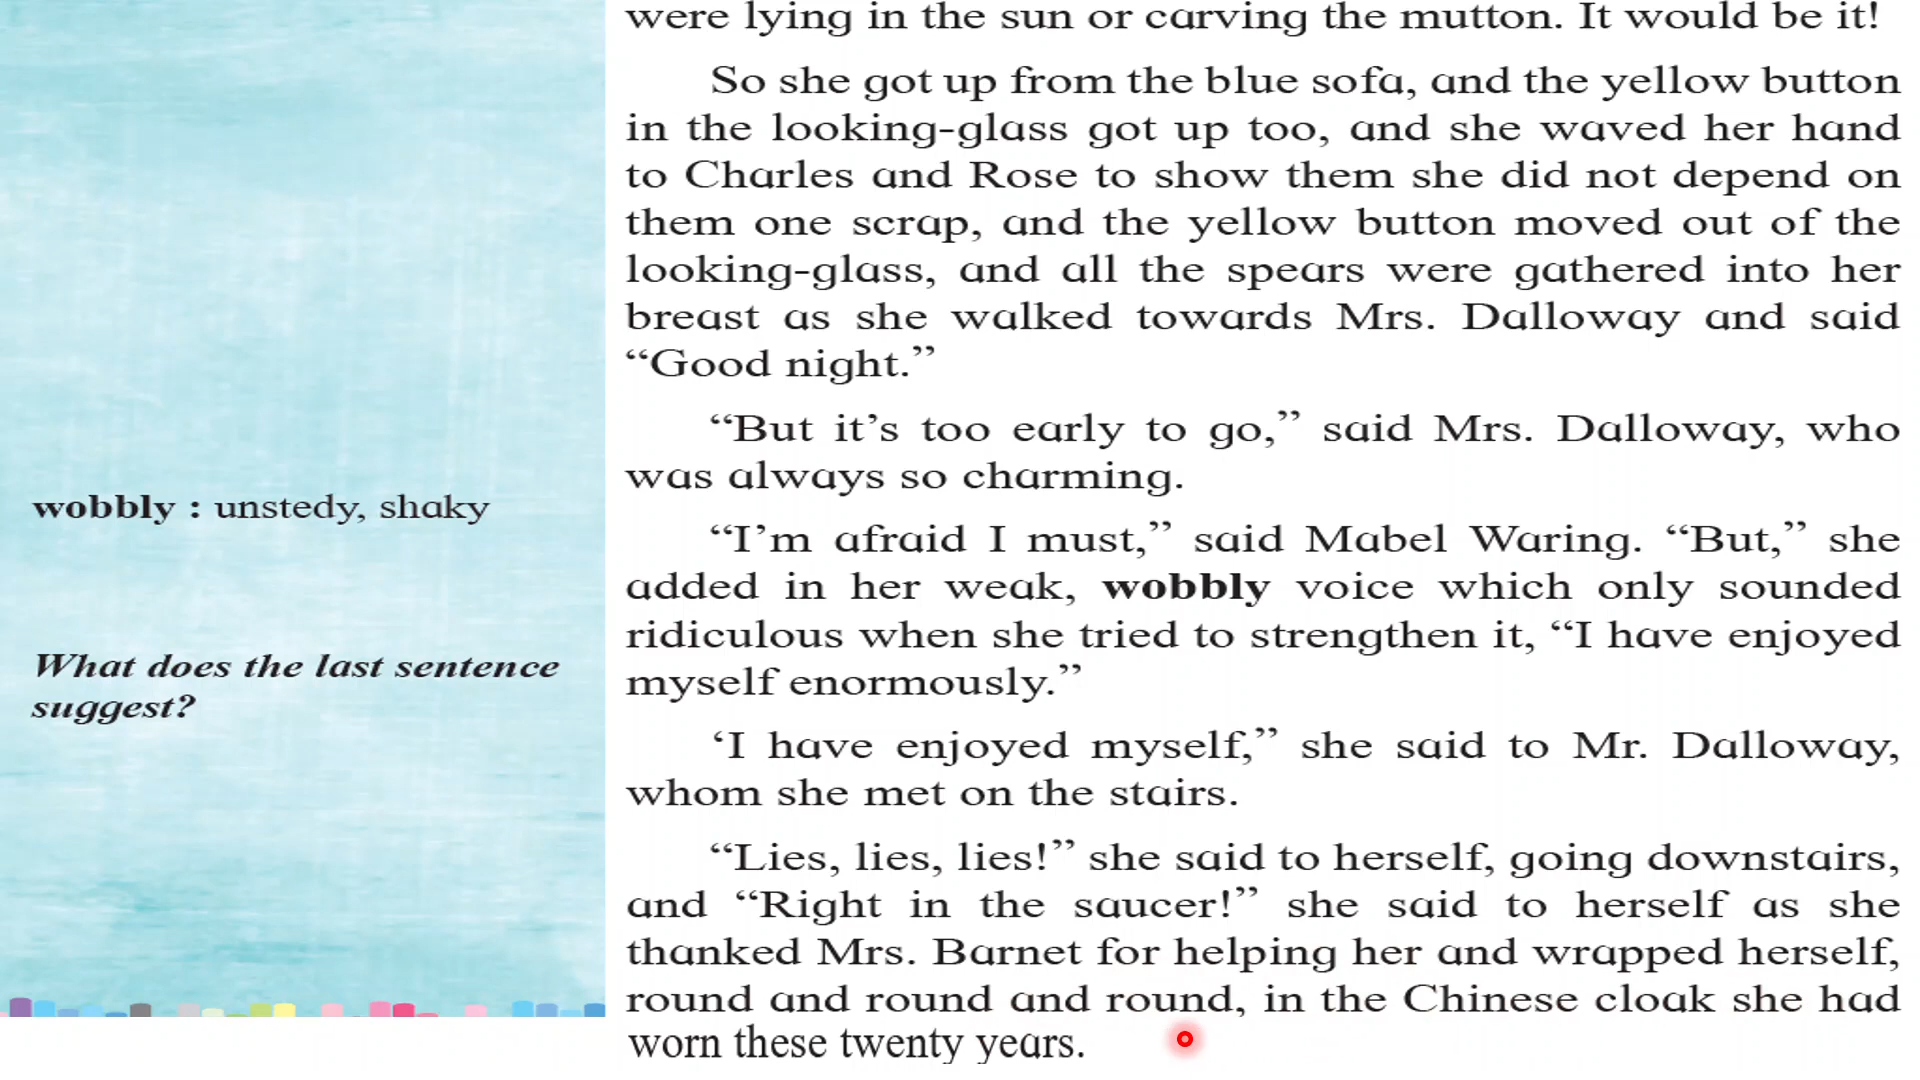 were lying in the sun or carving the mutton. It would be it!
So she got up from the blue sofa, and the yellow button
in the looking-glass got up too, and she waved her hand
to Charles and Rose to show them she did not depend on
them one scrap, and the yellow button moved out of the
looking-glass, and all the spears were gathered into her
breast as she walked towards Mrs. Dalloway and said
“Good night.”
“But it’s too early to go,” said Mrs. Dalloway, who
was always so charming.
“I’m afraid I must,” said Mabel Waring. “But,” she
added in her weak, wobbly voice which only sounded
ridiculous when she tried to strengthen it, “I have enjoyed
myself enormously.”
‘I have enjoyed myself,” she said to Mr. Dalloway,
whom she met on the stairs.
“Lies, lies, lies!” she said to herself, going downstairs,
and “Right in the saucer!” she said to herself as she
thanked Mrs. Barnet for helping her and wrapped herself,
round and round and round, in the Chinese cloak she had
worn these twenty years.
wobbly : unstedy, shaky
What does the last sentence
suggest?